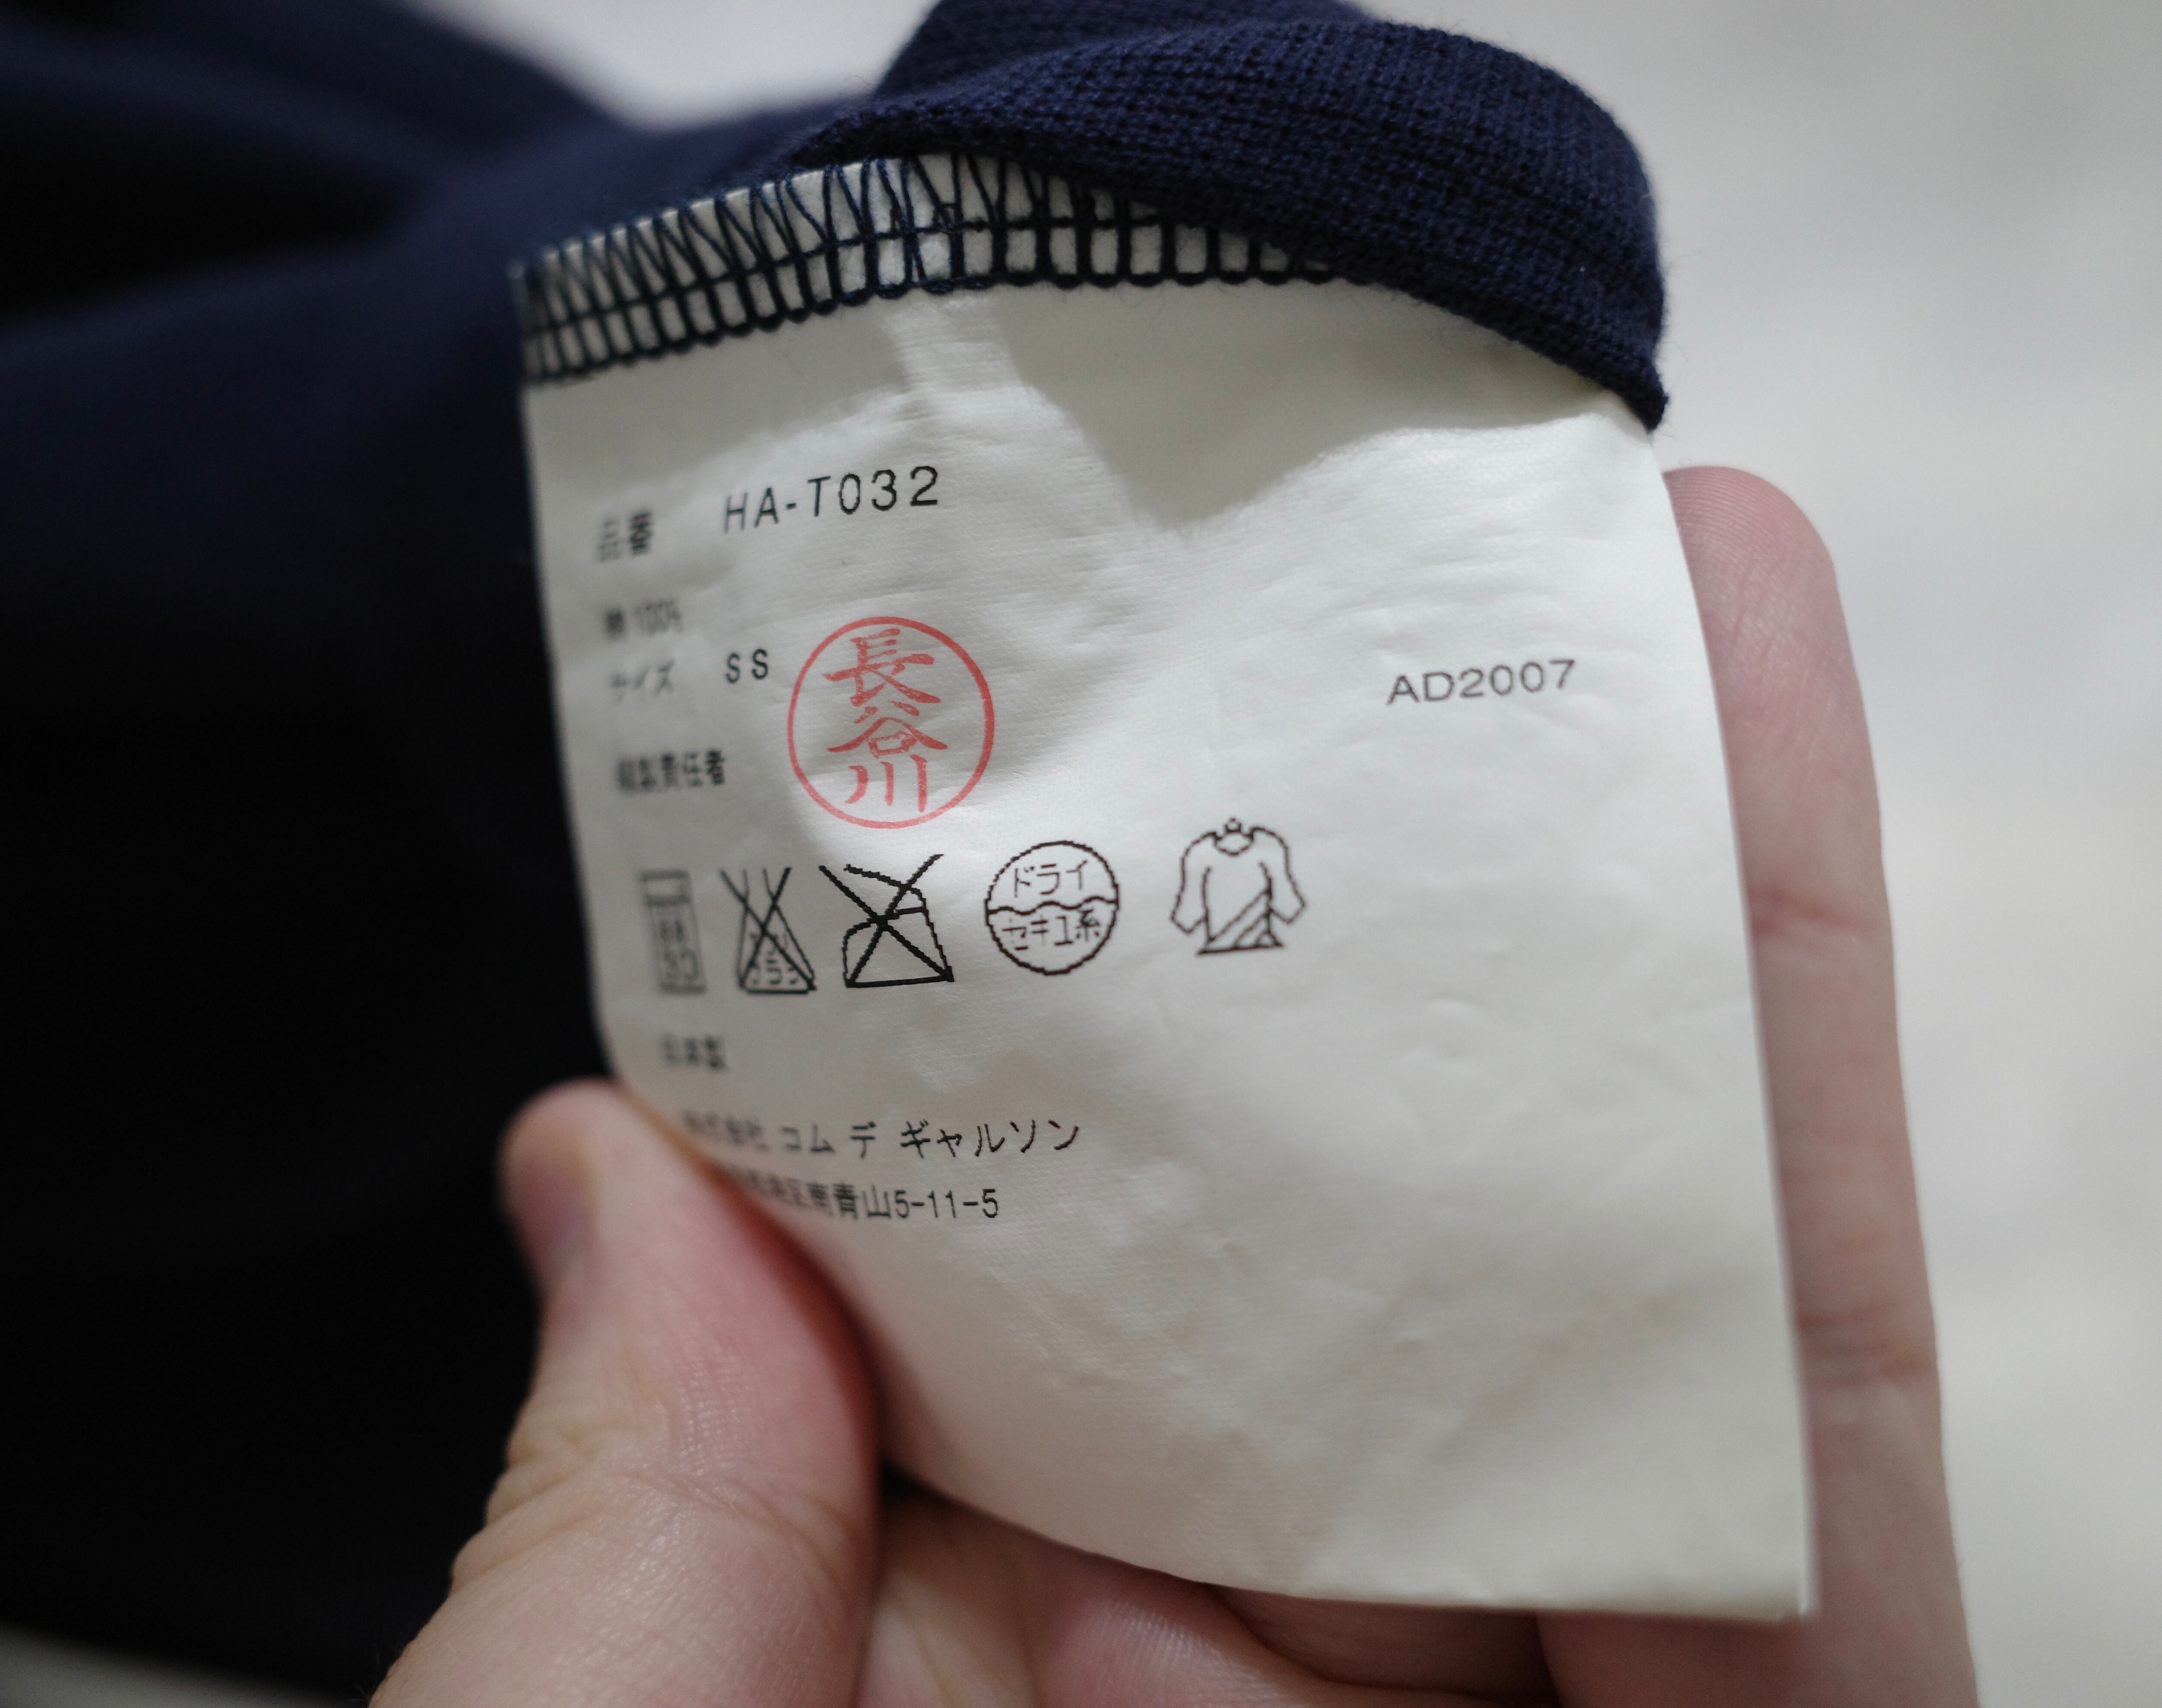 品番 HA-T032
綿 100%
サイズ SS
AD2007
縫製責任者
長谷川
ドライ
セキユ系
日本製
株式会社 コム デ ギャルソン
港区南青山5-11-5